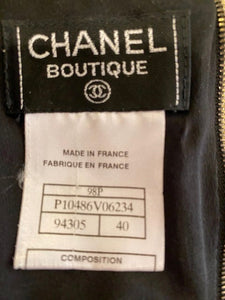 CHANEL
BOUTIQUE
MADE IN FRANCE
FABRIQUE EN FRANCE
98P
P10486V06234
94305 40
COMPOSITION